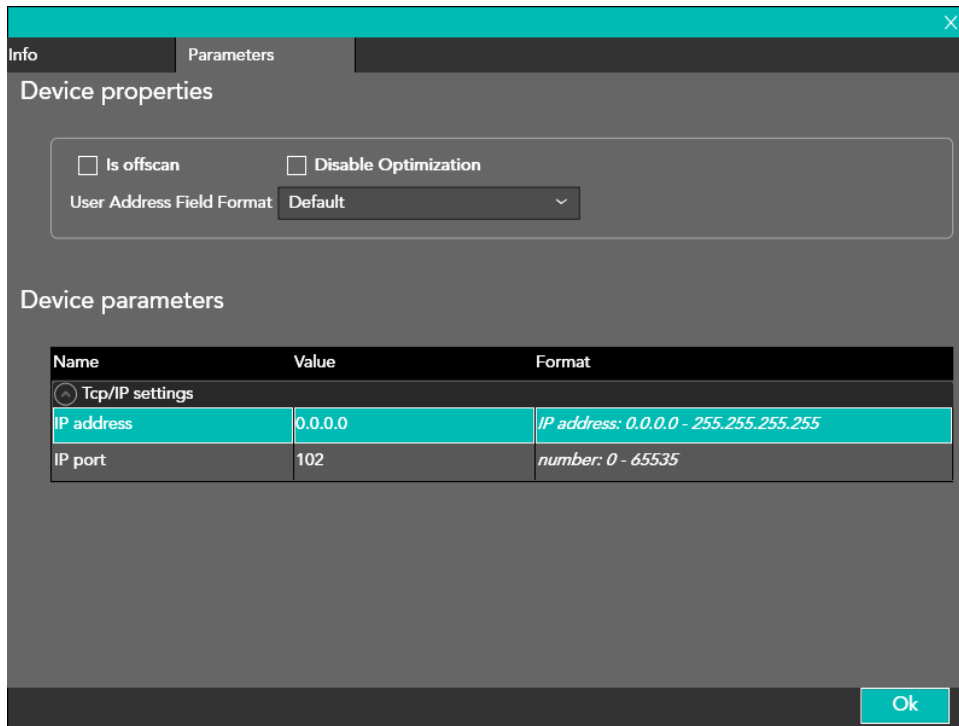 Info Parameters
Device properties
Is offscan Disable Optimization
User Address Field Format Default
Device parameters
Name Value Format
Tcp/IP settings
IP address 0.0.0.0 IP address: 0.0.0.0 - 255.255.255.255
IP port 102 number: 0 - 65535
Ok